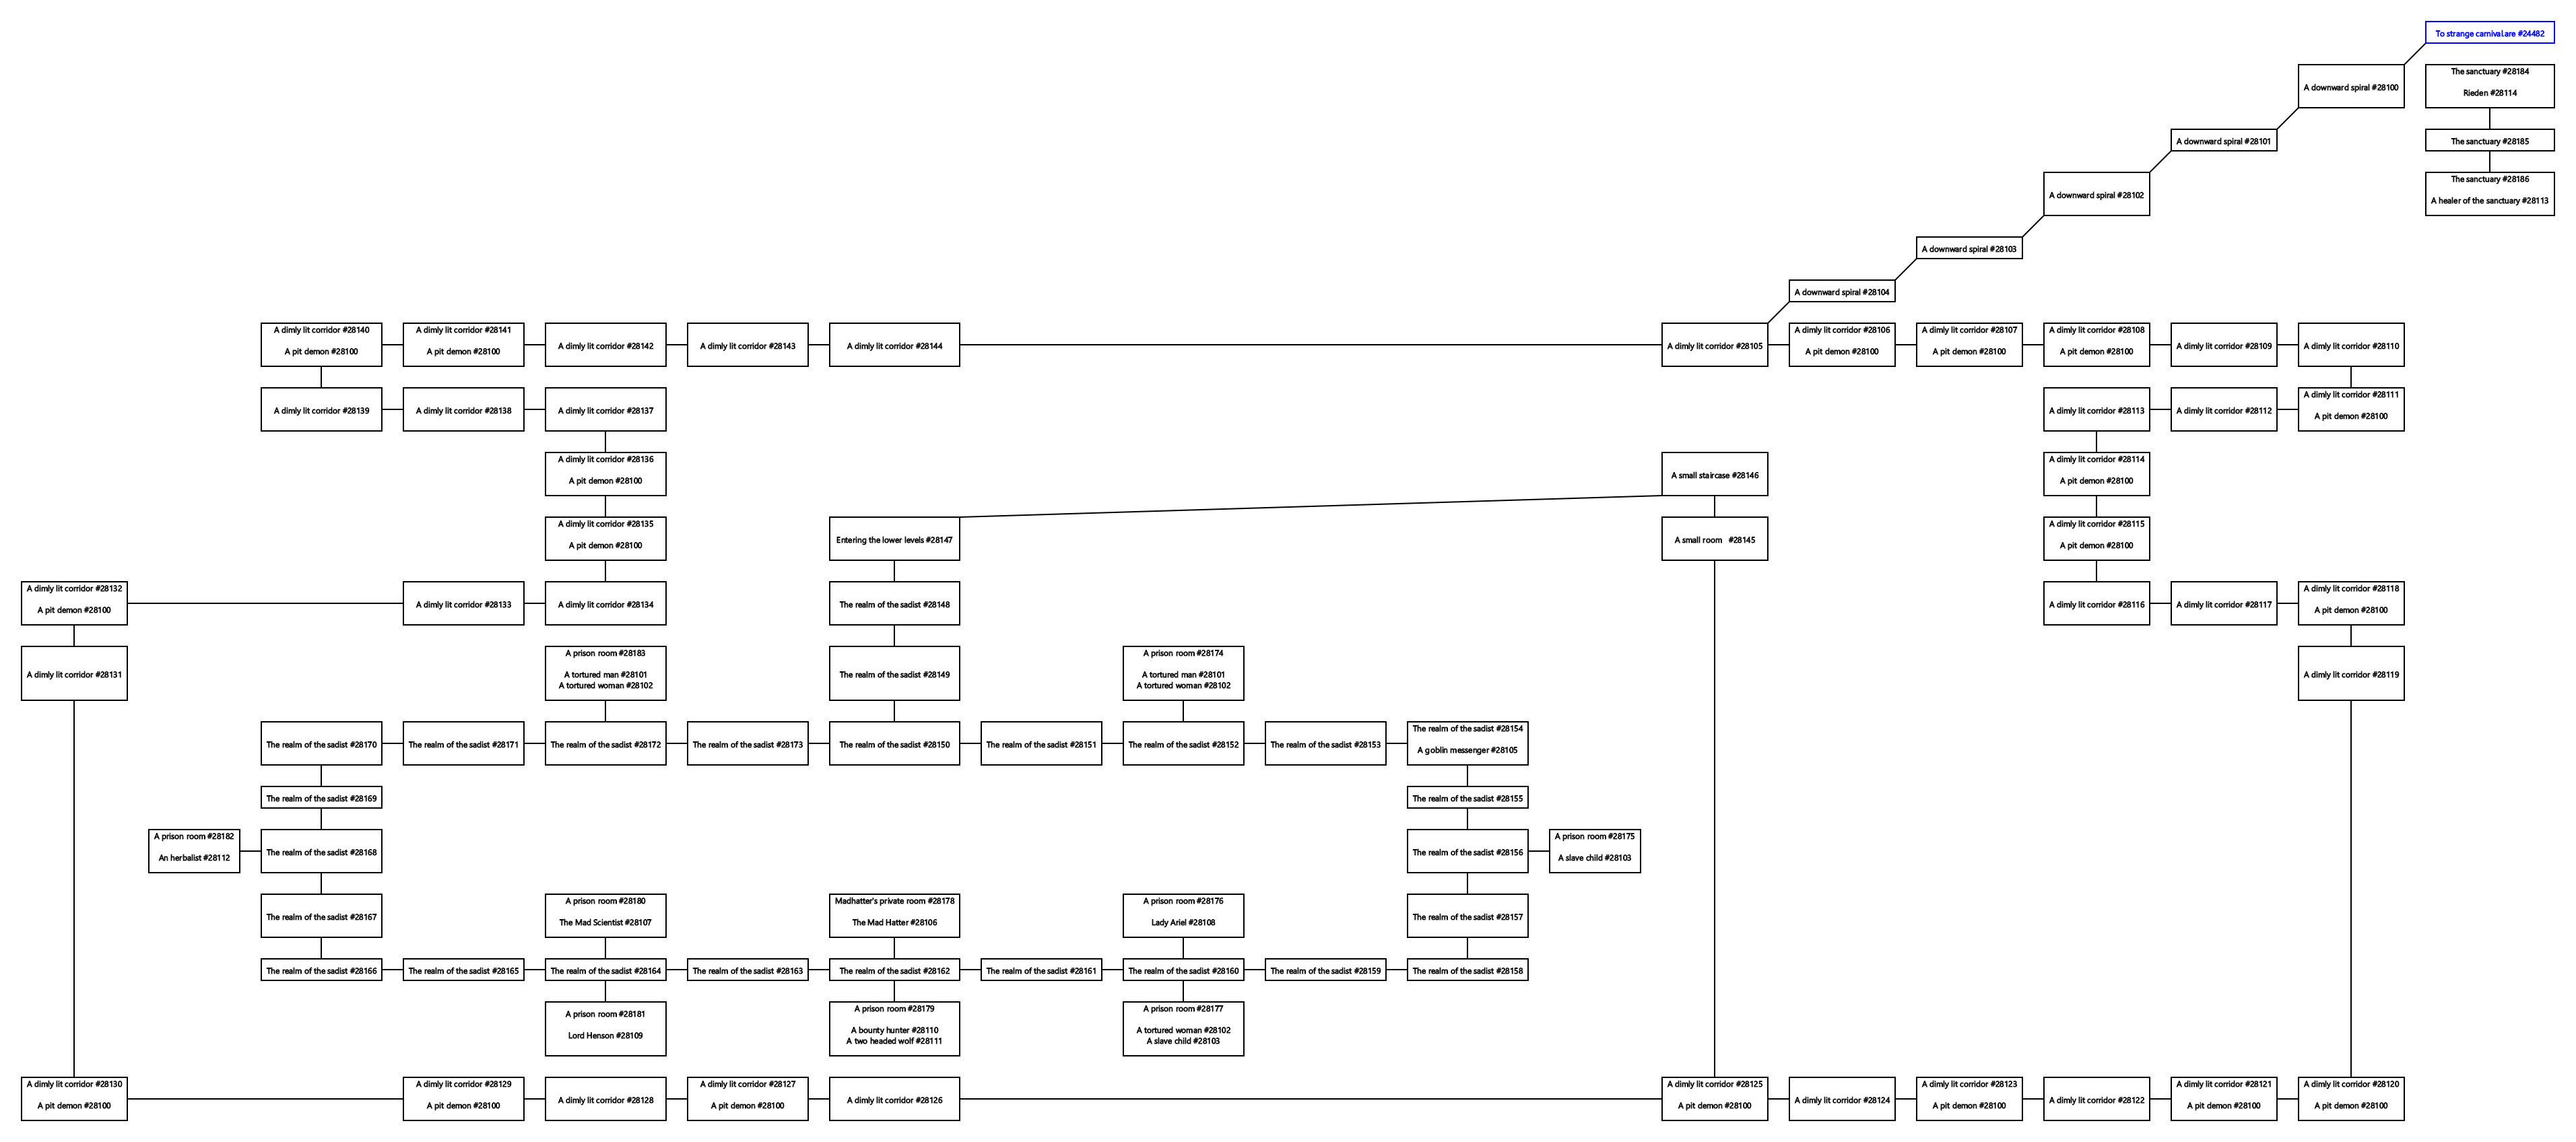 To strange carnival.are #24482
A downward spiral #28100
The sanctuary #28184
Rieden #28114
A downward spiral #28101
The sanctuary #28185
A downward spiral #28102
The sanctuary #28186
A healer of the sanctuary #28113
A downward spiral #28103
A downward spiral #28104
A dimly lit corridor #28140
A pit demon #28100
A dimly lit corridor #28141
A pit demon #28100
A dimly lit corridor #28142
A dimly lit corridor #28143
A dimly lit corridor #28144
A dimly lit corridor #28105
A dimly lit corridor #28106
A pit demon #28100
A dimly lit corridor #28107
A pit demon #28100
A dimly lit corridor #28108
A pit demon #28100
A dimly lit corridor #28109
A dimly lit corridor #28110
A dimly lit corridor #28139
A dimly lit corridor #28138
A dimly lit corridor #28137
A dimly lit corridor #28113
A dimly lit corridor #28112
A dimly lit corridor #28111
A pit demon #28100
A dimly lit corridor #28136
A pit demon #28100
A small staircase #28146
A dimly lit corridor #28114
A pit demon #28100
A dimly lit corridor #28135
A pit demon #28100
Entering the lower levels #28147
A small room #28145
A dimly lit corridor #28115
A pit demon #28100
A dimly lit corridor #28132
A pit demon #28100
A dimly lit corridor #28133
A dimly lit corridor #28134
The realm of the sadist #28148
A dimly lit corridor #28116
A dimly lit corridor #28117
A dimly lit corridor #28118
A pit demon #28100
A dimly lit corridor #28131
A prison room #28183
A tortured man #28101
A tortured woman #28102
The realm of the sadist #28149
A prison room #28174
A tortured man #28101
A tortured woman #28102
A dimly lit corridor #28119
The realm of the sadist #28170
The realm of the sadist #28171
The realm of the sadist #28172
The realm of the sadist #28173
The realm of the sadist #28150
The realm of the sadist #28151
The realm of the sadist #28152
The realm of the sadist #28153
The realm of the sadist #28154
A goblin messenger #28105
The realm of the sadist #28169
The realm of the sadist #28155
A prison room #28182
An herbalist #28112
The realm of the sadist #28168
The realm of the sadist #28156
A prison room #28175
A slave child #28103
The realm of the sadist #28167
A prison room #28180
The Mad Scientist #28107
Madhatter's private room #28178
The Mad Hatter #28106
A prison room #28176
Lady Ariel #28108
The realm of the sadist #28157
The realm of the sadist #28166
The realm of the sadist #28165
The realm of the sadist #28164
The realm of the sadist #28163
The realm of the sadist #28162
The realm of the sadist #28161
The realm of the sadist #28160
The realm of the sadist #28159
The realm of the sadist #28158
A prison room #28181
Lord Henson #28109
A prison room #28179
A bounty hunter #28110
A two headed wolf #28111
A prison room #28177
A tortured woman #28102
A slave child #28103
A dimly lit corridor #28130
A pit demon #28100
A dimly lit corridor #28129
A pit demon #28100
A dimly lit corridor #28128
A dimly lit corridor #28127
A pit demon #28100
A dimly lit corridor #28126
A dimly lit corridor #28125
A pit demon #28100
A dimly lit corridor #28124
A dimly lit corridor #28123
A pit demon #28100
A dimly lit corridor #28122
A dimly lit corridor #28121
A pit demon #28100
A dimly lit corridor #28120
A pit demon #28100